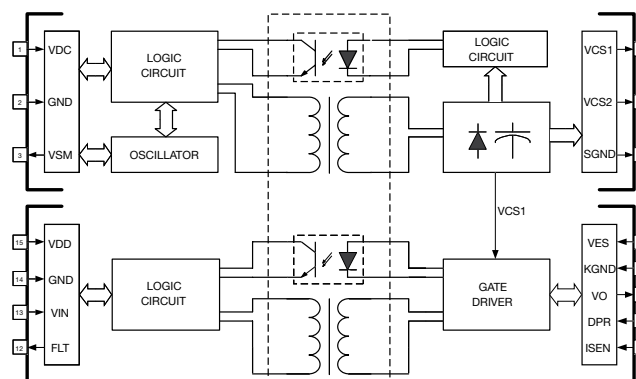 1
VDC
2
GND
3
VSM
LOGIC
CIRCUIT
OSCILLATOR
LOGIC
CIRCUIT
VCS1
VCS2
SGND
VCS1
15
VDD
14
GND
13
VIN
12
FLT
LOGIC
CIRCUIT
GATE
DRIVER
VES
KGND
VO
DPR
ISEN